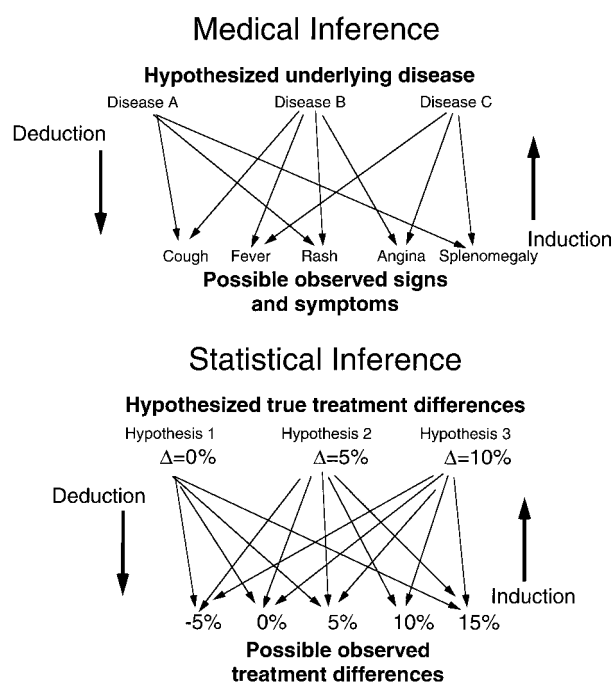 Medical Inference
Hypothesized underlying disease
Disease A Disease B Disease C
Deduction
Induction
Cough Fever Rash Angina Splenomegaly
Possible observed signs
and symptoms
Statistical Inference
Hypothesized true treatment differences
Hypothesis 1 Hypothesis 2 Hypothesis 3
Δ=0% Δ=5% Δ=10%
Deduction
Induction
-5% 0% 5% 10% 15%
Possible observed
treatment differences